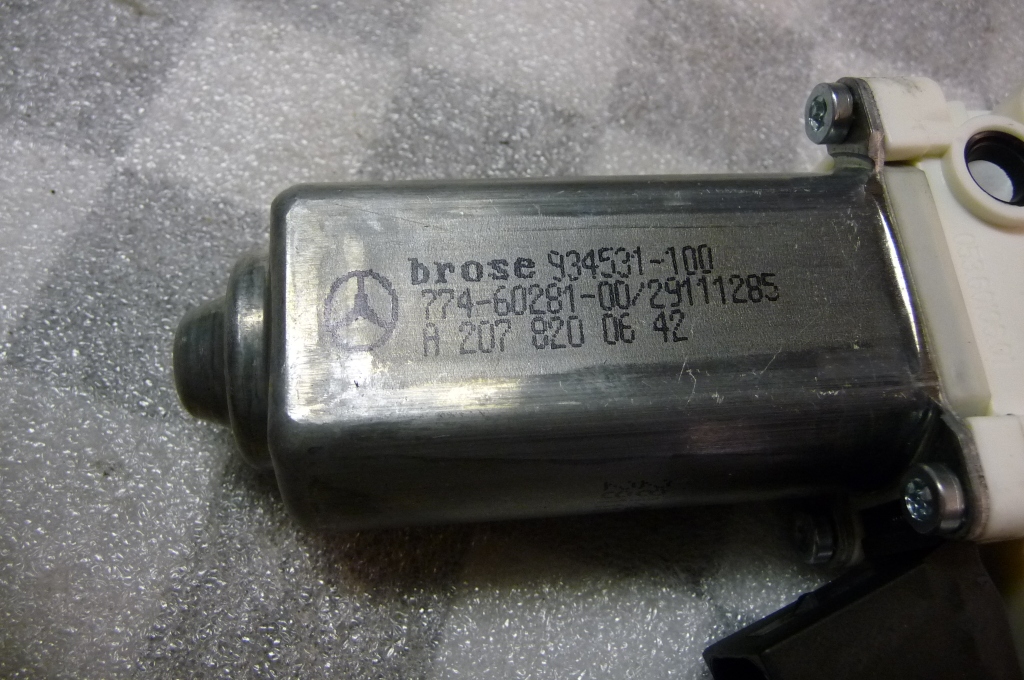 brose 934531-100
774-60281-00/29111285
A 207 820 06 42